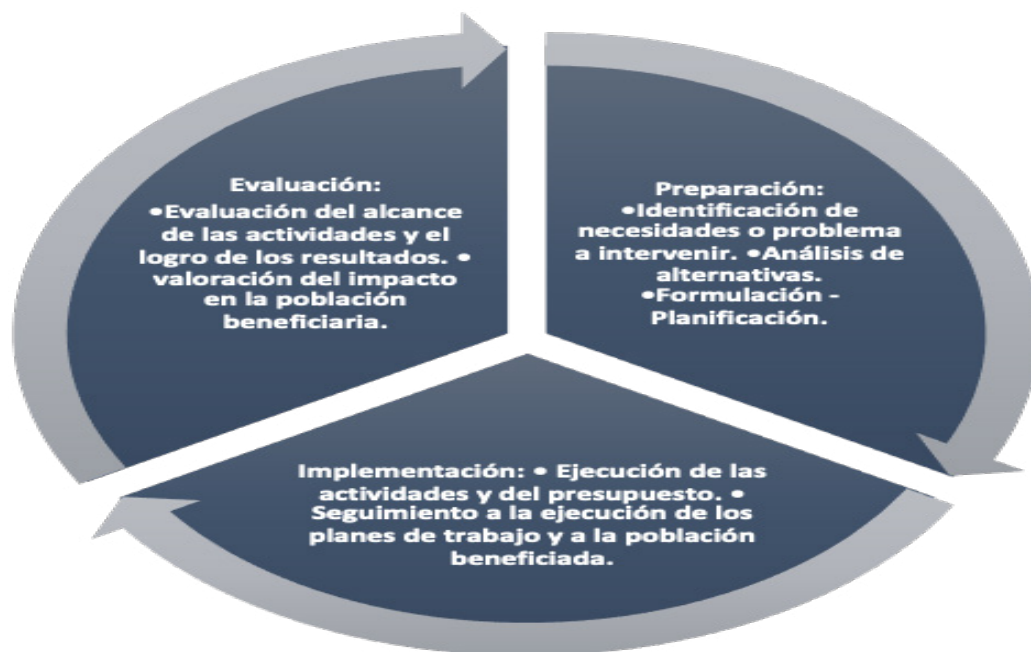 Evaluación:
•Evaluación del alcance
de las actividades y el
logro de los resultados. •
valoración del impacto
en la población
beneficiaria.
Preparación:
•Identificación de
necesidades o problema
a intervenir. •Análisis de
alternativas.
•Formulación -
Planificación.
Implementación: • Ejecución de las
actividades y del presupuesto. •
Seguimiento a la ejecución de los
planes de trabajo y a la población
beneficiada.